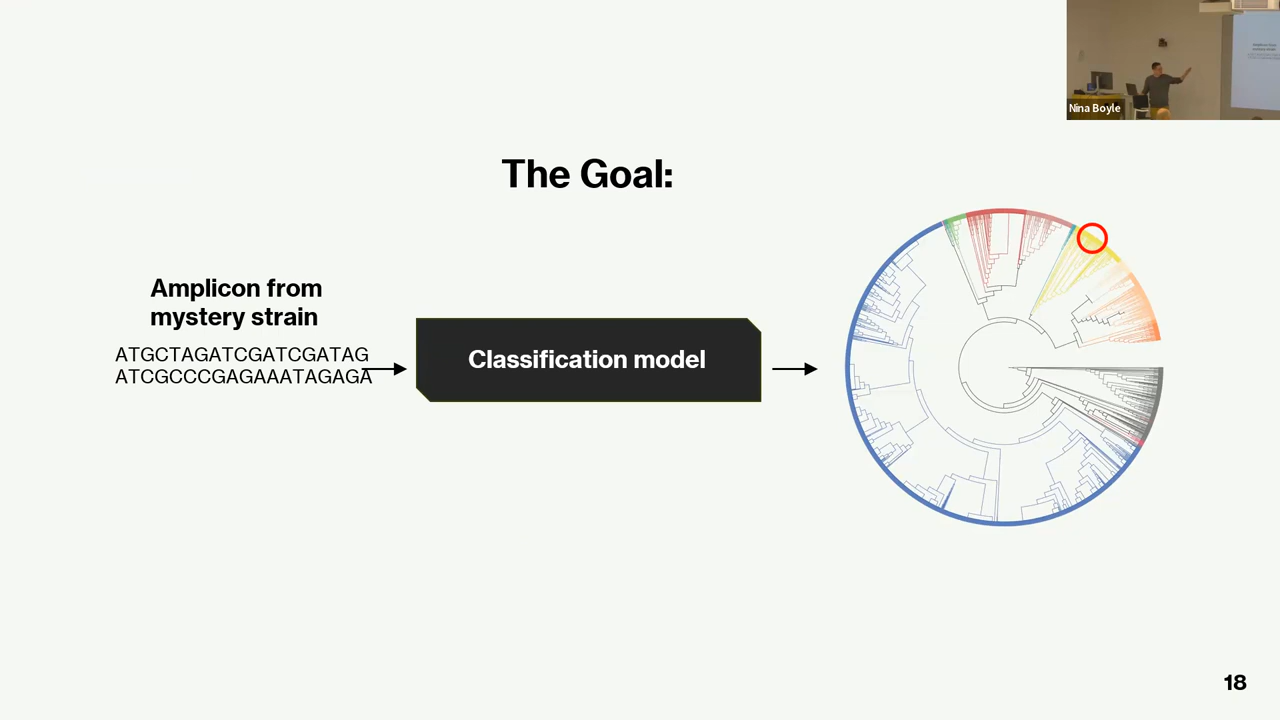 Nina Boyle
The Goal:
Amplicon from
mystery strain
ATGCTAGATCGATCGATAG
ATCGCCCGAGAAATAGAGA
Classification model
18